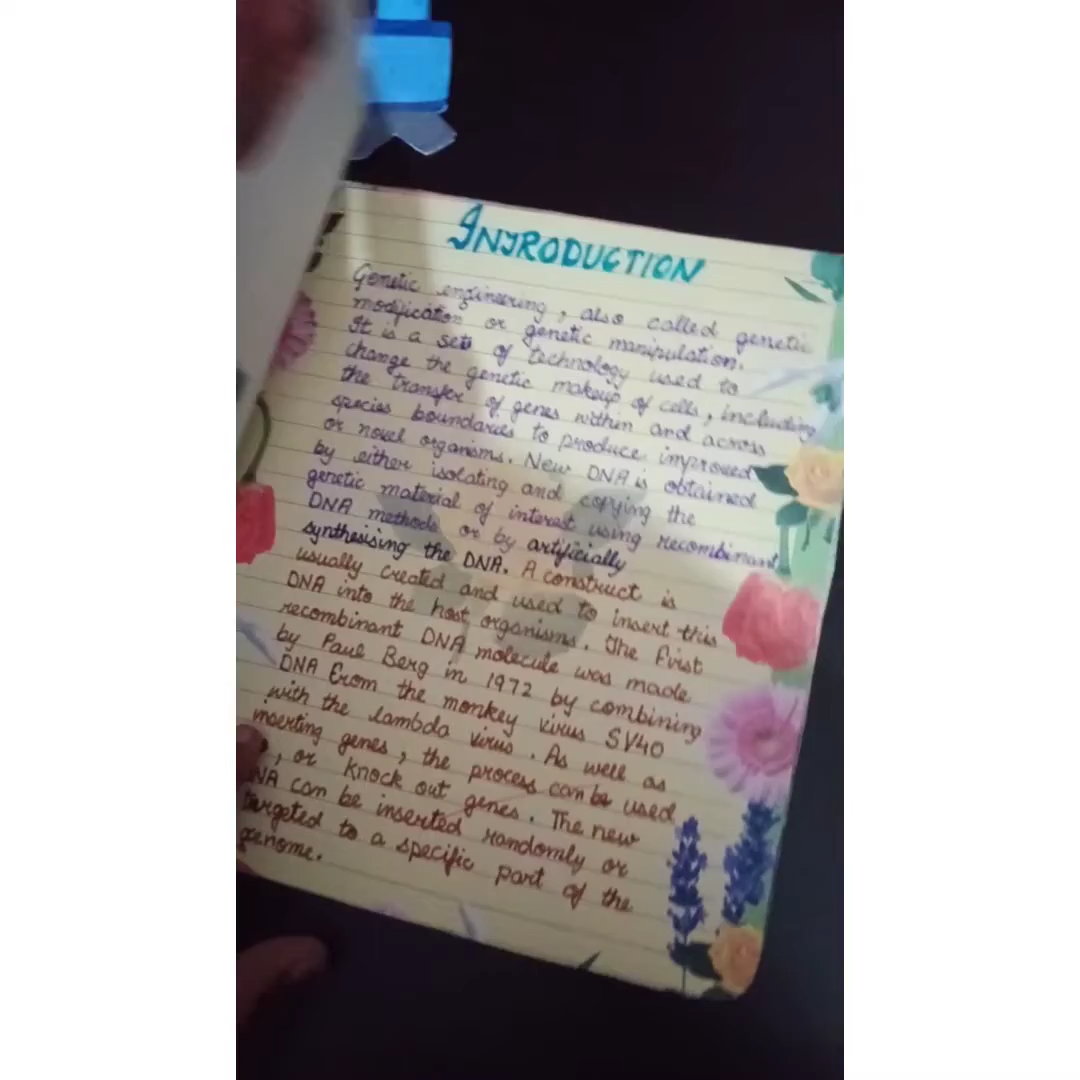 INTRODUCTION
Genetic engineering, also called genetic
modification or genetic manipulation.
It is a sets of technology used to
change the genetic makeup of cells, including
the transfer of genes within and across
species boundaries to produce improved
or novel organisms. New DNA is obtained
by either isolating and copying the
genetic material of interest using recombinant
DNA methods or by artificially
synthesising the DNA. A construct is
usually created and used to insert this
DNA into the host organisms. The First
recombinant DNA molecule was made
by Paul Berg in 1972 by combining
DNA from the monkey virus SV40
with the lambda virus. As well as
inserting genes, the process can be used
, or knock out genes. The new
NA can be inserted randomly or
targeted to a specific part of the
genome.